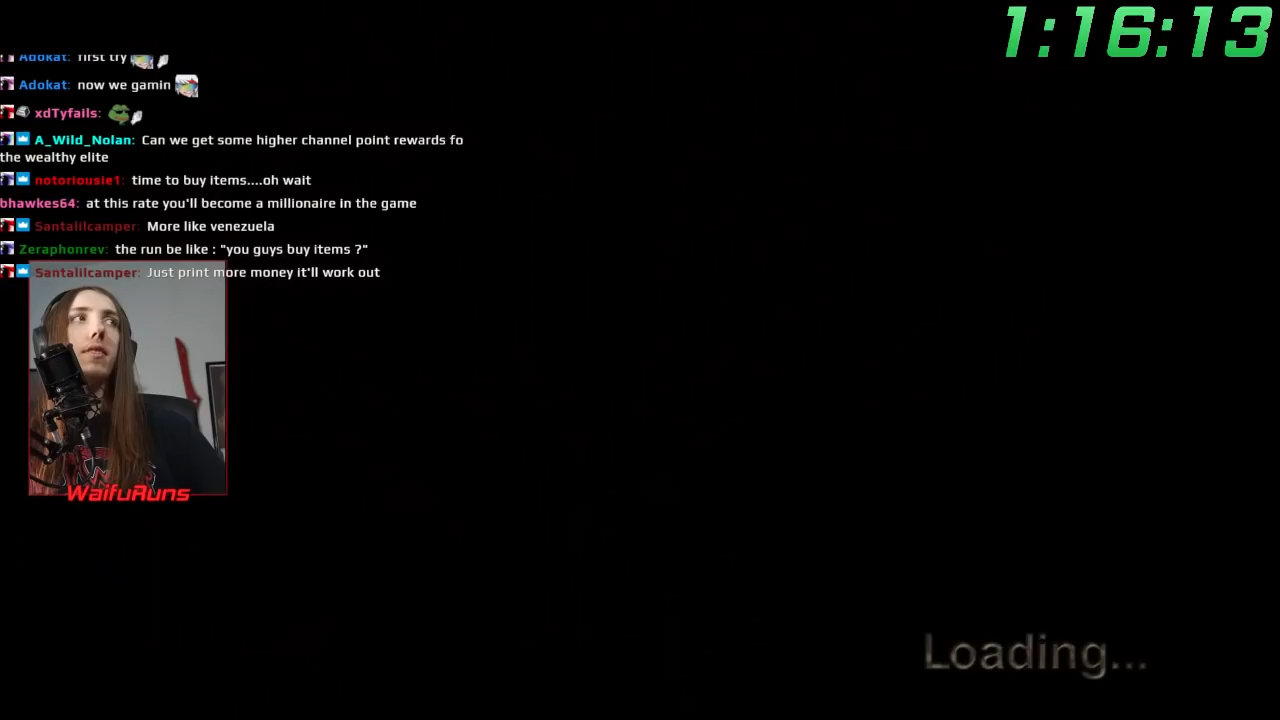 1:16:13
Adokat: first try
Adokat: now we gamin
xdTyfails:
A_Wild_Nolan: Can we get some higher channel point rewards fo
the wealthy elite
notoriousie1: time to buy items....oh wait
bhawkes64: at this rate you'll become a millionaire in the game
Santalilcamper: More like venezuela
Zeraphonrev: the run be like : "you guys buy items ?"
Santalilcamper: Just print more money it'll work out
WaifuRuns
Loading...